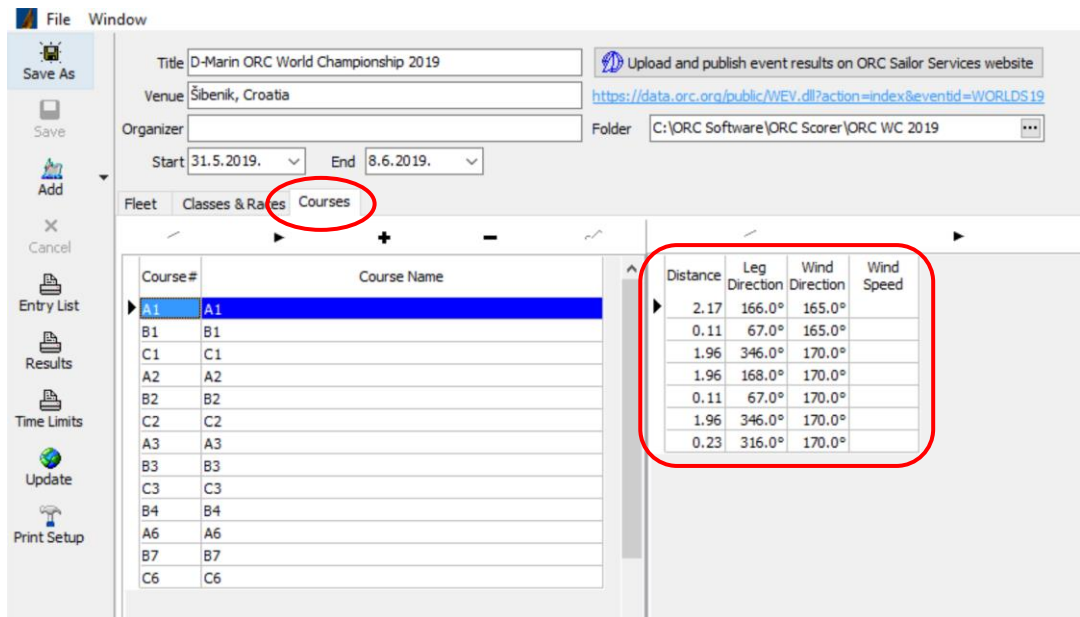 File Window
Save As
Save
Add
Cancel
Entry List
Results
Time Limits
Update
Print Setup
Title D-Marin ORC World Championship 2019
Upload and publish event results on ORC Sailor Services website
Venue Šibenik, Croatia
https://data.orc.org/public/WEV.dll?action=index&eventid=WORLDS19
Organizer
Folder C:\ORC Software\ORC Scorer\ORC WC 2019 ...
Start 31.5.2019. End 8.6.2019.
Fleet Classes & Races Courses
Course# Course Name
A1 A1
B1 B1
C1 C1
A2 A2
B2 B2
C2 C2
A3 A3
B3 B3
C3 C3
B4 B4
A6 A6
B7 B7
C6 C6
Distance Leg Direction Wind Direction Wind Speed
2.17 166.0° 165.0°
0.11 67.0° 165.0°
1.96 346.0° 170.0°
1.96 168.0° 170.0°
0.11 67.0° 170.0°
1.96 346.0° 170.0°
0.23 316.0° 170.0°